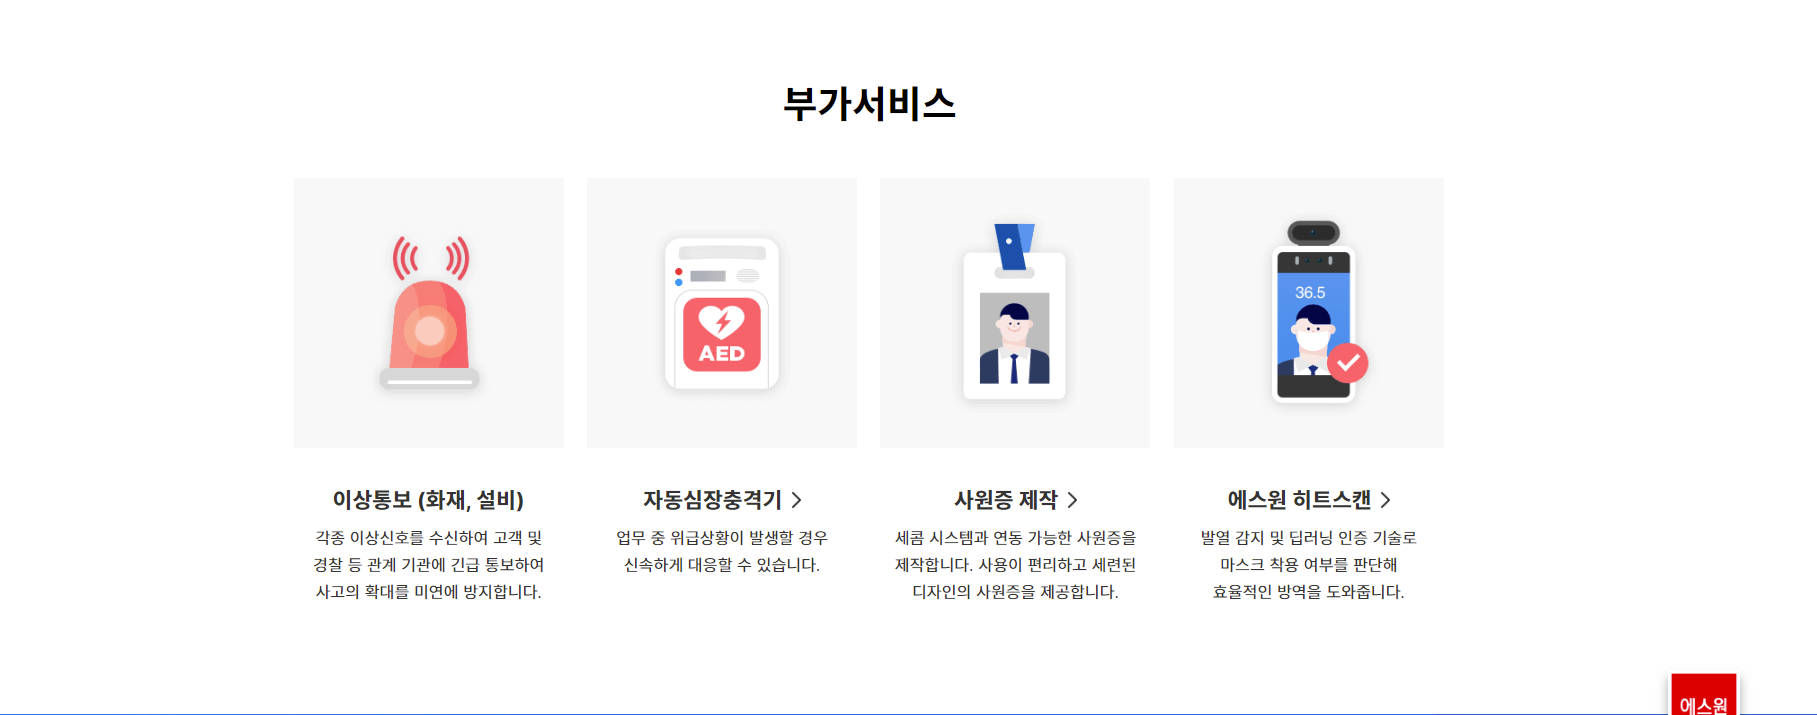 부가서비스
AED
36.5
이상통보 (화재, 설비)
각종 이상신호를 수신하여 고객 및
경찰 등 관계 기관에 긴급 통보하여
사고의 확대를 미연에 방지합니다.
자동심장충격기
업무 중 위급상황이 발생할 경우
신속하게 대응할 수 있습니다.
사원증 제작
세콤 시스템과 연동 가능한 사원증을
제작합니다. 사용이 편리하고 세련된
디자인의 사원증을 제공합니다.
에스원 히트스캔
발열 감지 및 딥러닝 인증 기술로
마스크 착용 여부를 판단해
효율적인 방역을 도와줍니다.
에스원